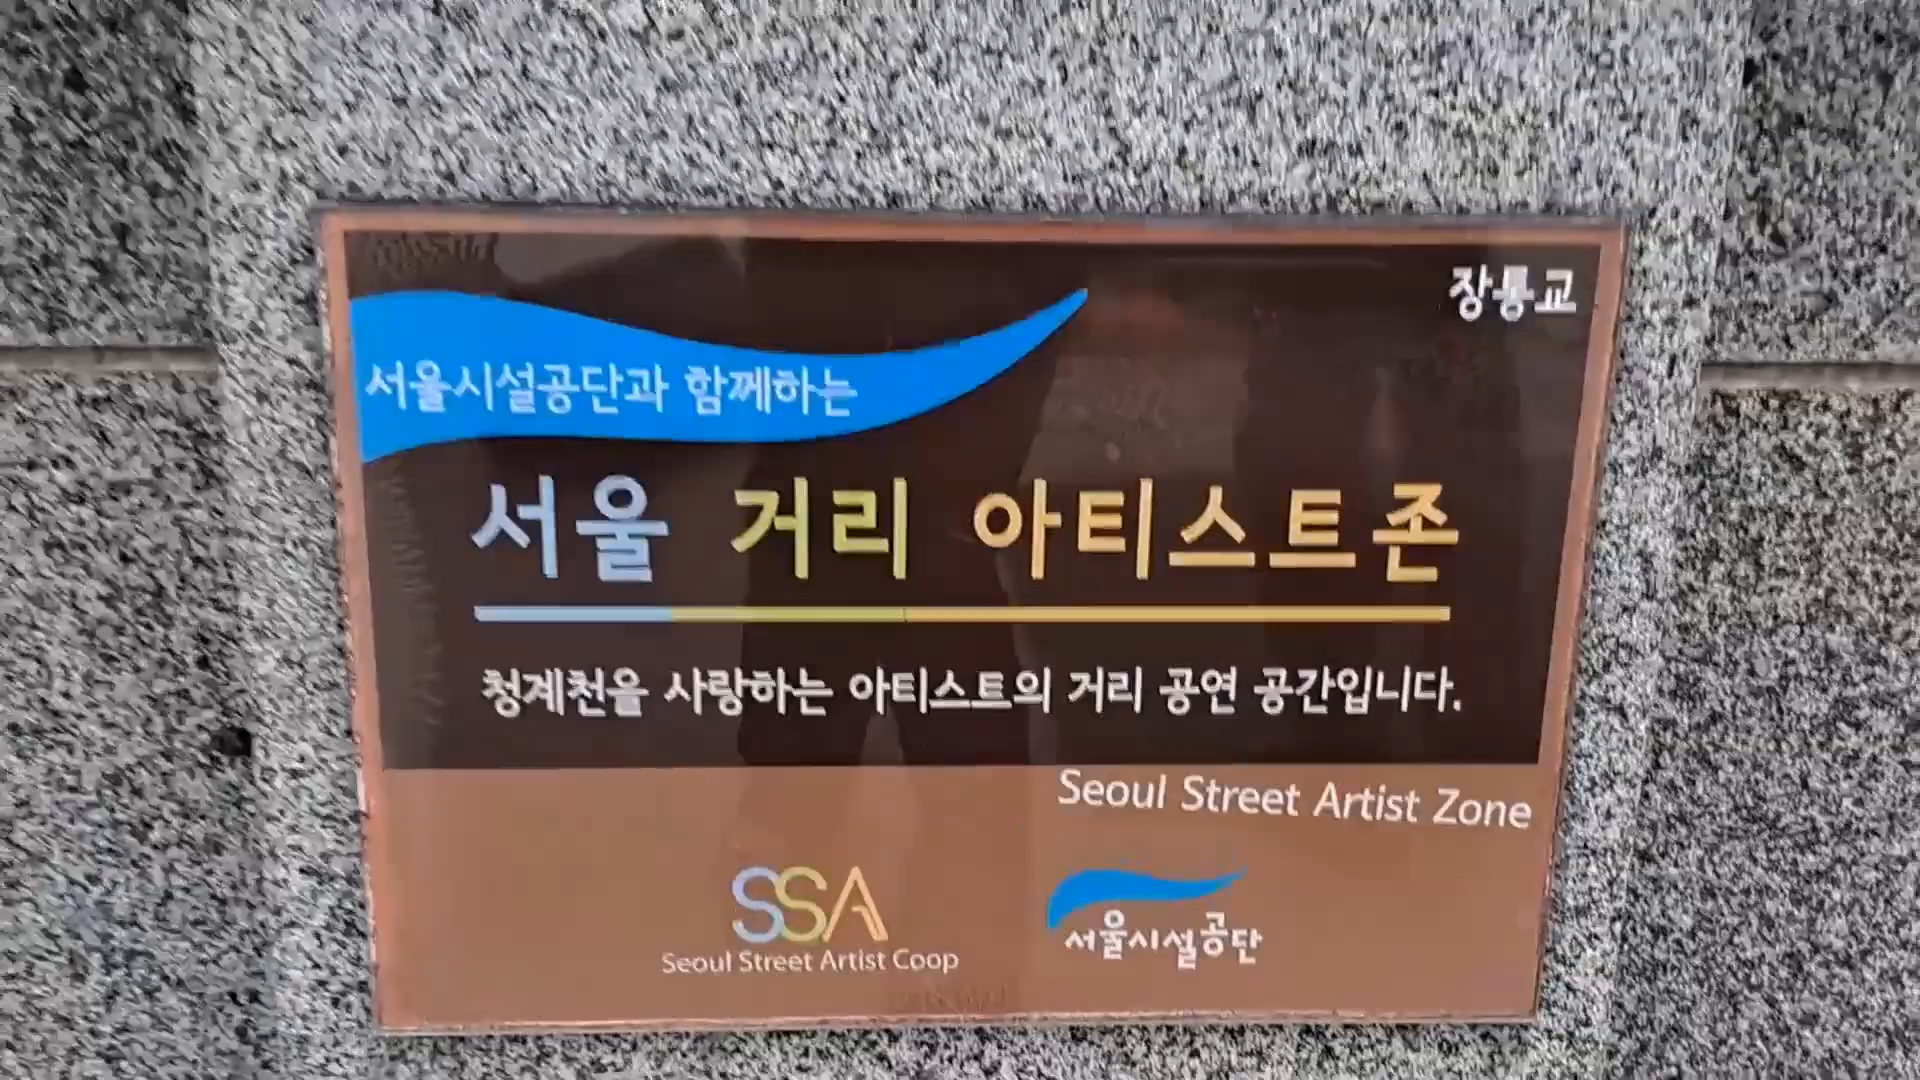 장통교
서울시설공단과 함께하는
서울 거리 아티스트존
청계천을 사랑하는 아티스트의 거리 공연 공간입니다.
Seoul Street Artist Zone
SSA
Seoul Street Artist Coop
서울시설공단